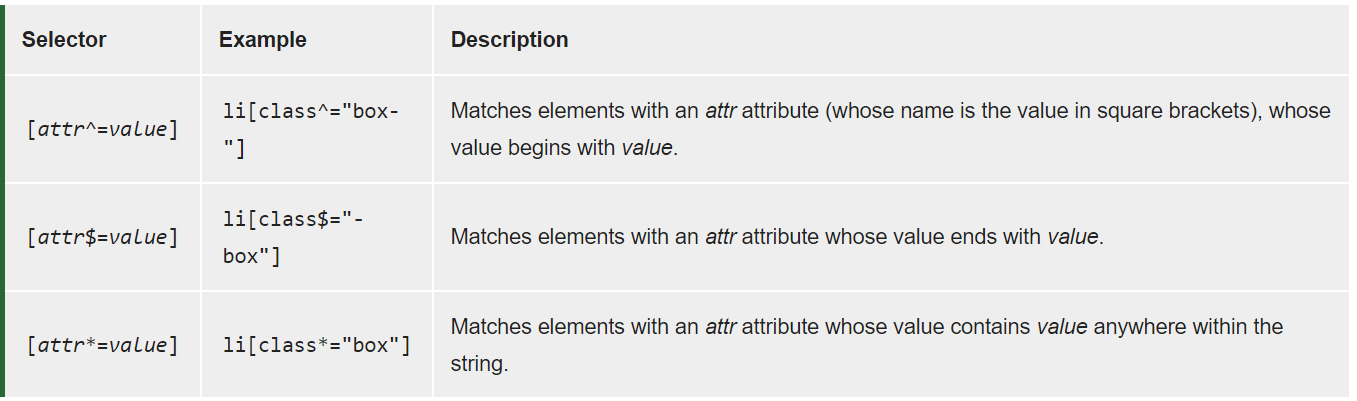 Selector Example Description
[attr^=value] li[class^="box-
"] Matches elements with an attr attribute (whose name is the value in square brackets), whose
value begins with value.
[attr$=value] li[class$="-
box"] Matches elements with an attr attribute whose value ends with value.
[attr*=value] li[class*="box"] Matches elements with an attr attribute whose value contains value anywhere within the
string.